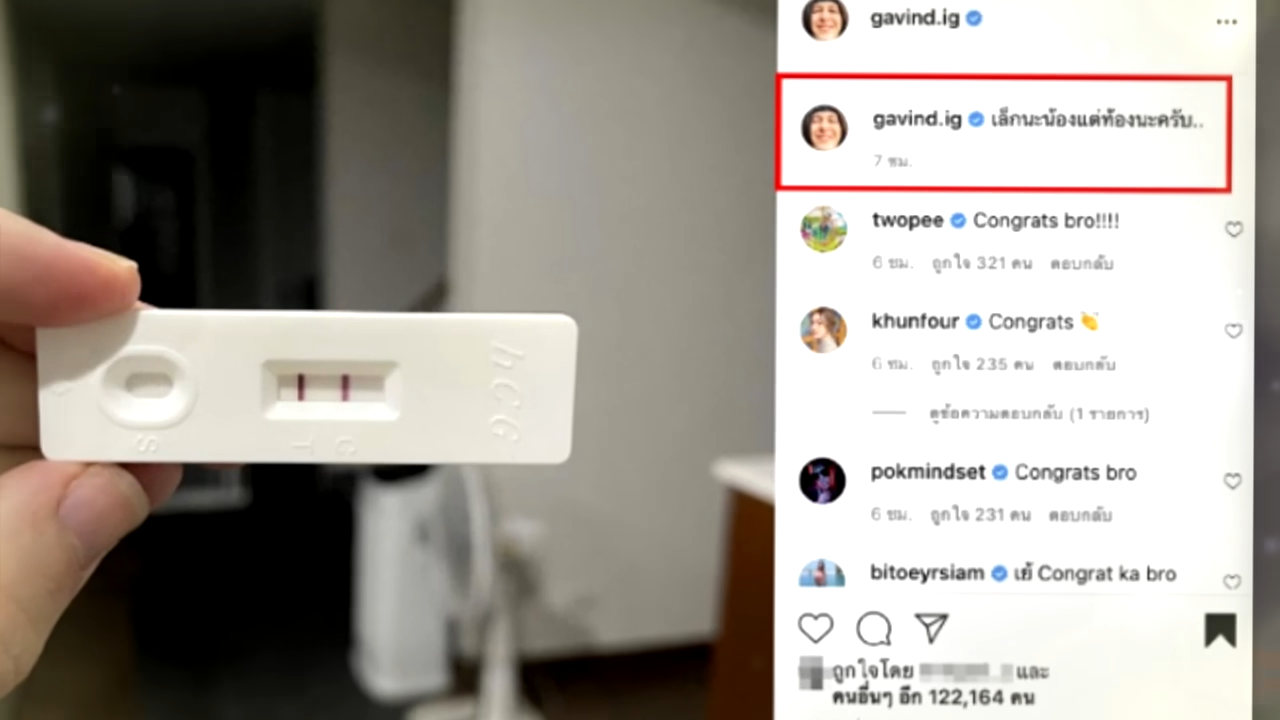 hCG
S
T
C
gavind.ig
gavind.ig เล็กนะน้องแต่ท้องนะครับ..
7 ชม.
twopee Congrats bro!!!!
6 ชม. ถูกใจ 321 คน ตอบกลับ
khunfour Congrats 👏
6 ชม. ถูกใจ 235 คน ตอบกลับ
ดูข้อความตอบกลับ (1 รายการ)
pokmindset Congrats bro
6 ชม. ถูกใจ 231 คน ตอบกลับ
bitoeyrsiam เย้ Congrat ka bro
ถูกใจโดย และ
คนอื่นๆ อีก 122,164 คน